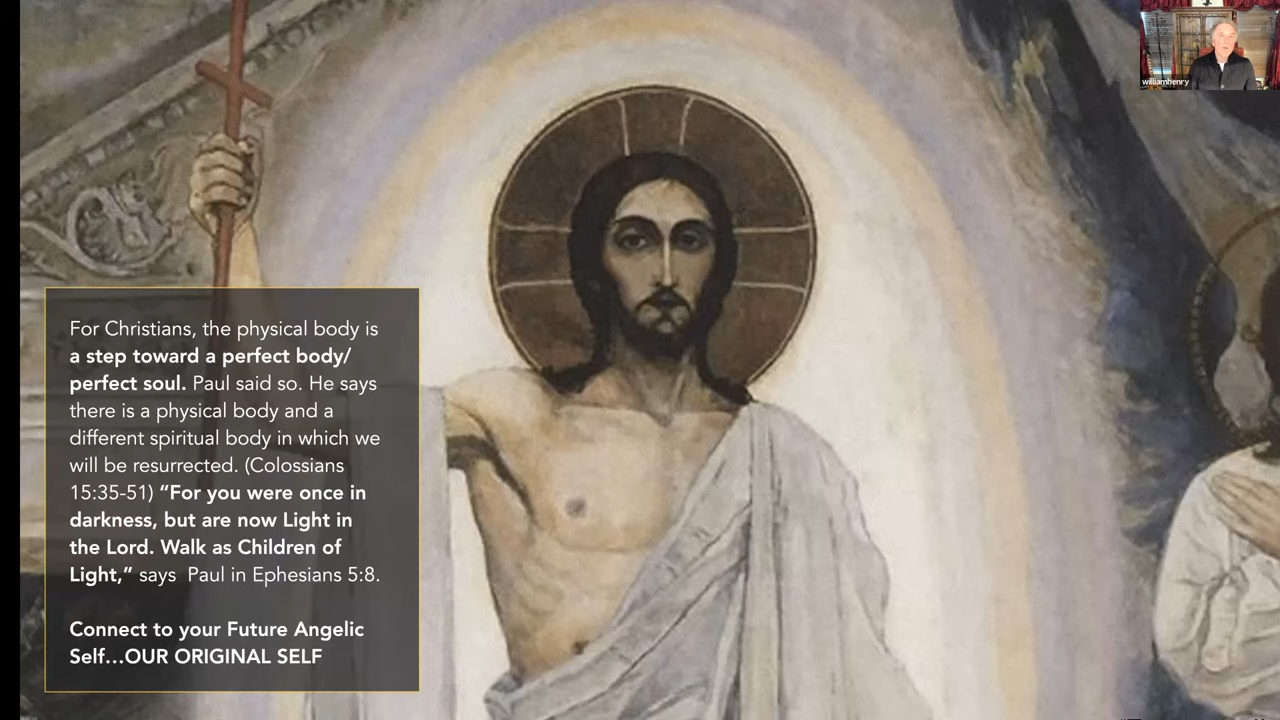 williamhenry
For Christians, the physical body is
a step toward a perfect body/
perfect soul. Paul said so. He says
there is a physical body and a
different spiritual body in which we
will be resurrected. (Colossians
15:35-51) “For you were once in
darkness, but are now Light in
the Lord. Walk as Children of
Light,” says  Paul in Ephesians 5:8.
Connect to your Future Angelic
Self...OUR ORIGINAL SELF